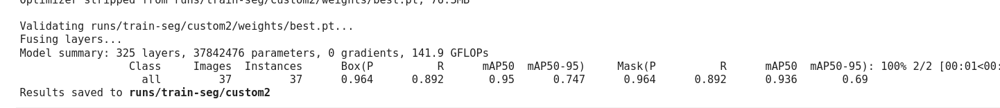 Optimizer stripped from runs/train-seg/custom2/weights/best.pt, 76.3MB
Validating runs/train-seg/custom2/weights/best.pt...
Fusing layers...
Model summary: 325 layers, 37842476 parameters, 0 gradients, 141.9 GFLOPs
Class Images Instances Box(P R mAP50 mAP50-95) Mask(P R mAP50 mAP50-95): 100% 2/2 [00:01<00:
all 37 37 0.964 0.892 0.95 0.747 0.964 0.892 0.936 0.69
Results saved to runs/train-seg/custom2